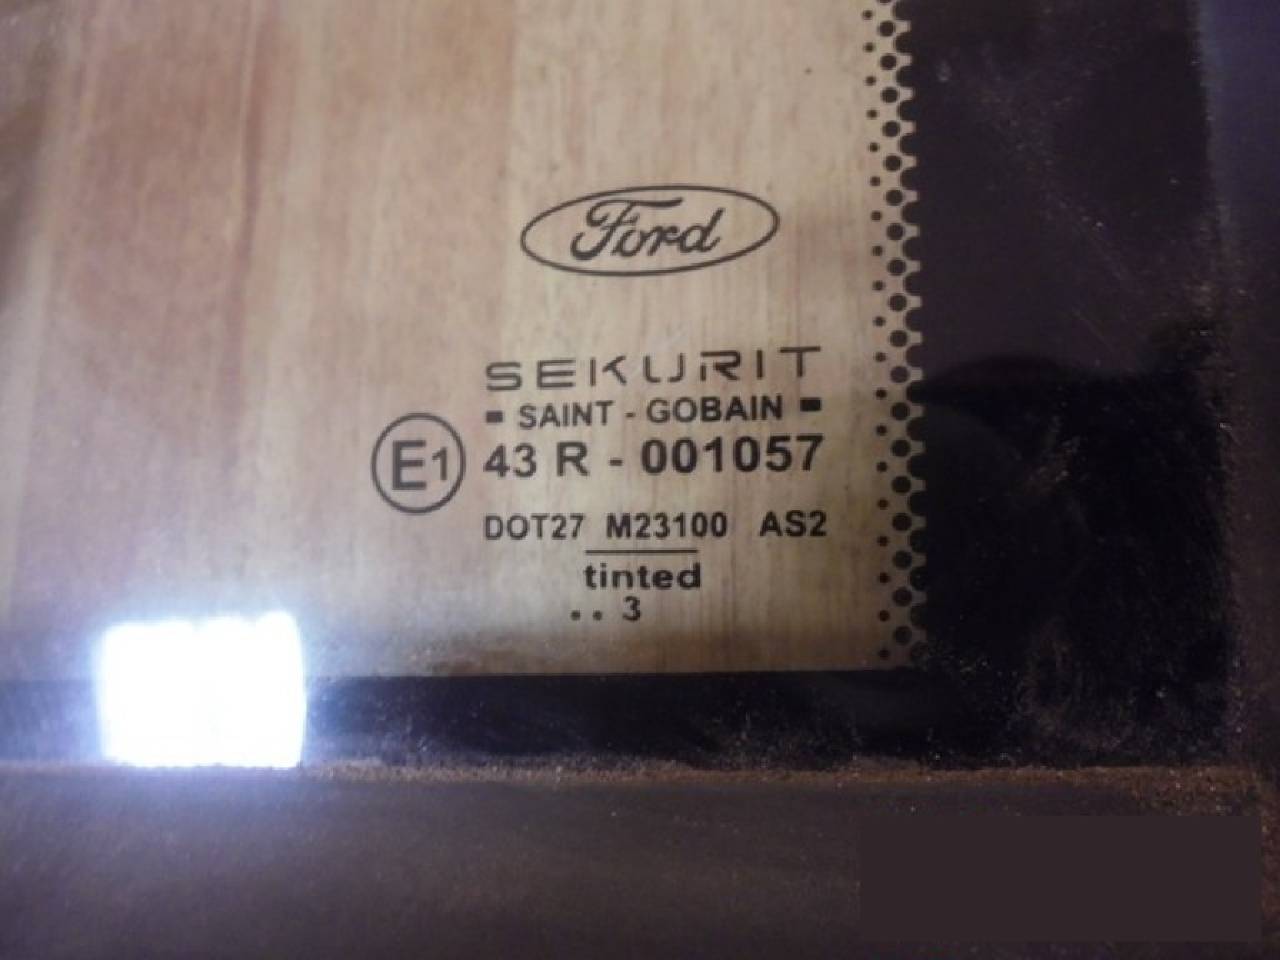 Ford
SEKURIT
SAINT - GOBAIN
E1 43 R - 001057
DOT27 M23100 AS2
tinted
. . 3